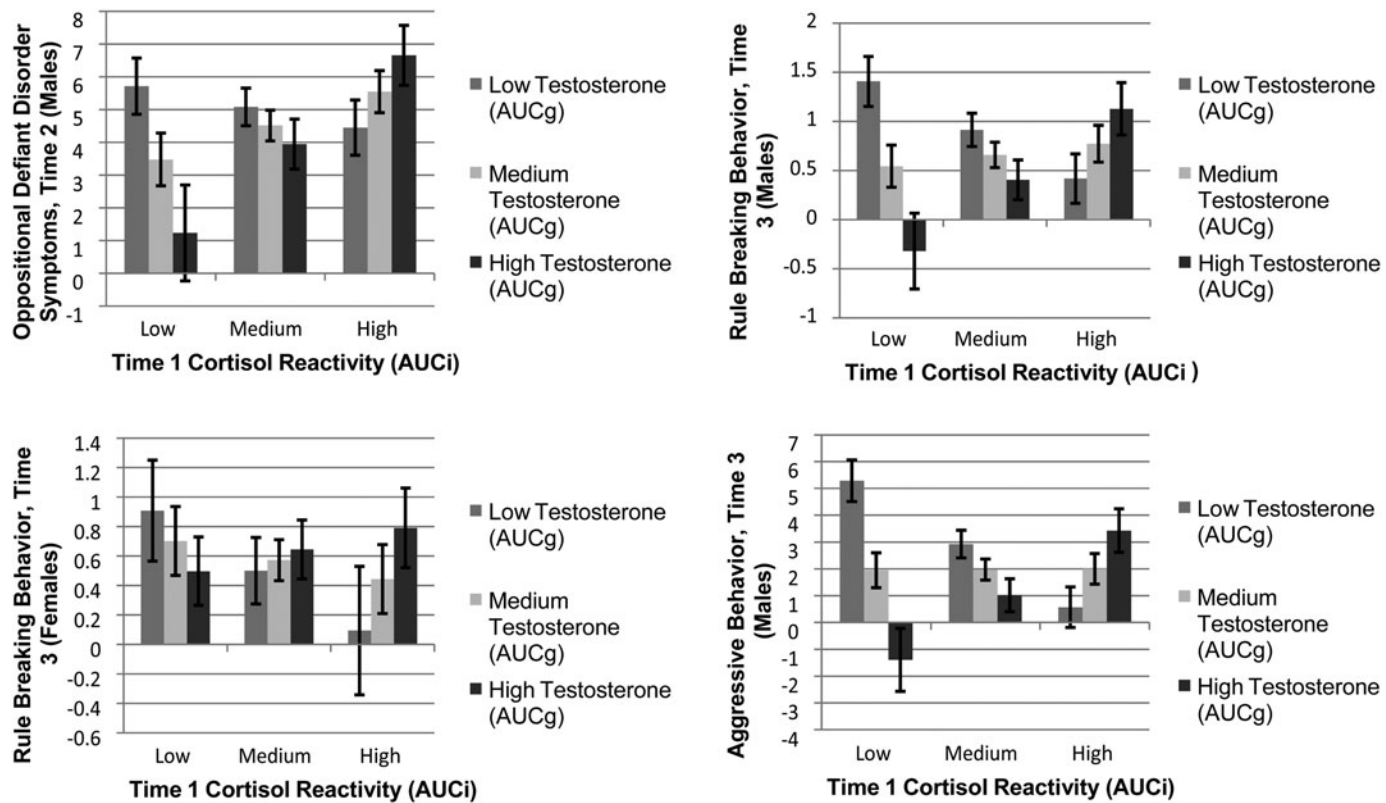 Oppositional Defiant Disorder
Symptoms, Time 2 (Males)
8
7
6
5
4
3
2
1
0
-1
Low
Medium
High
Time 1 Cortisol Reactivity (AUCi)
Low Testosterone
(AUCg)
Medium
Testosterone
(AUCg)
High Testosterone
(AUCg)
Rule Breaking Behavior, Time
3 (Males)
2
1.5
1
0.5
0
-0.5
-1
Low
Medium
High
Time 1 Cortisol Reactivity (AUCi)
Low Testosterone
(AUCg)
Medium
Testosterone
(AUCg)
High Testosterone
(AUCg)
Rule Breaking Behavior, Time
3 (Females)
1.4
1.2
1
0.8
0.6
0.4
0.2
0
-0.2
-0.4
-0.6
Low
Medium
High
Time 1 Cortisol Reactivity (AUCi)
Low Testosterone
(AUCg)
Medium
Testosterone
(AUCg)
High Testosterone
(AUCg)
Aggressive Behavior, Time 3
(Males)
7
6
5
4
3
2
1
0
-1
-2
-3
-4
Low
Medium
High
Time 1 Cortisol Reactivity (AUCi)
Low Testosterone
(AUCg)
Medium
Testosterone
(AUCg)
High Testosterone
(AUCg)